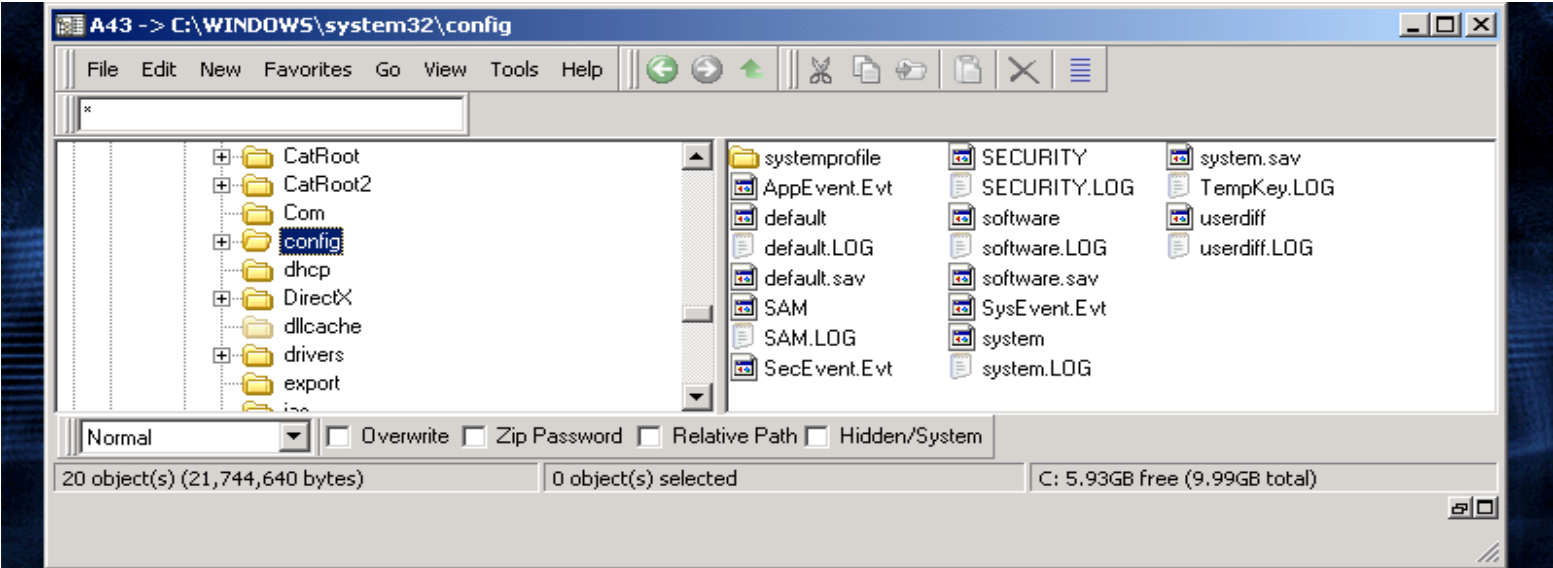 A43 -> C:\WINDOWS\system32\config
File Edit New Favorites Go View Tools Help
*
CatRoot
CatRoot2
Com
config
dhcp
DirectX
dllcache
drivers
export
systemprofile
AppEvent.Evt
default
default.LOG
default.sav
SAM
SAM.LOG
SecEvent.Evt
SECURITY
SECURITY.LOG
software
software.LOG
software.sav
SysEvent.Evt
system
system.LOG
system.sav
TempKey.LOG
userdiff
userdiff.LOG
Normal Overwrite Zip Password Relative Path Hidden/System
20 object(s) (21,744,640 bytes) 0 object(s) selected C: 5.93GB free (9.99GB total)